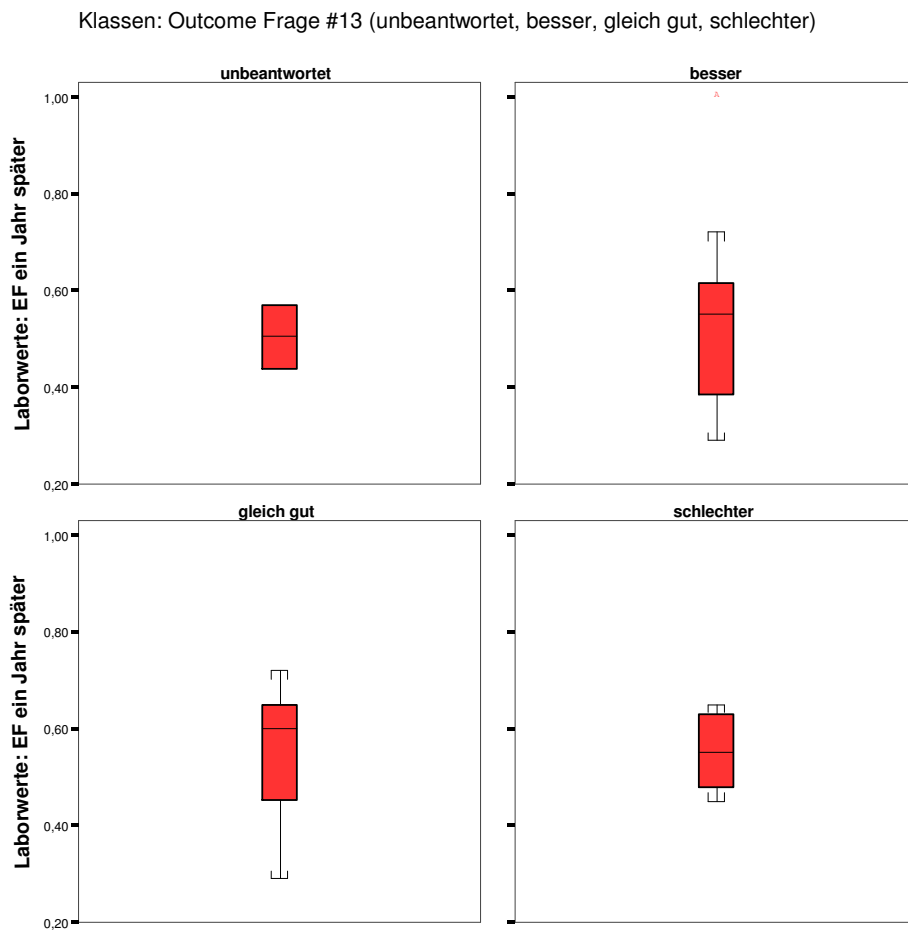 Klassen: Outcome Frage #13 (unbeantwortet, besser, gleich gut, schlechter)
unbeantwortet
besser
1,00
0,80
0,60
0,40
0,20
Laborwerte: EF ein Jahr später
A
gleich gut
schlechter
1,00
0,80
0,60
0,40
0,20
Laborwerte: EF ein Jahr später